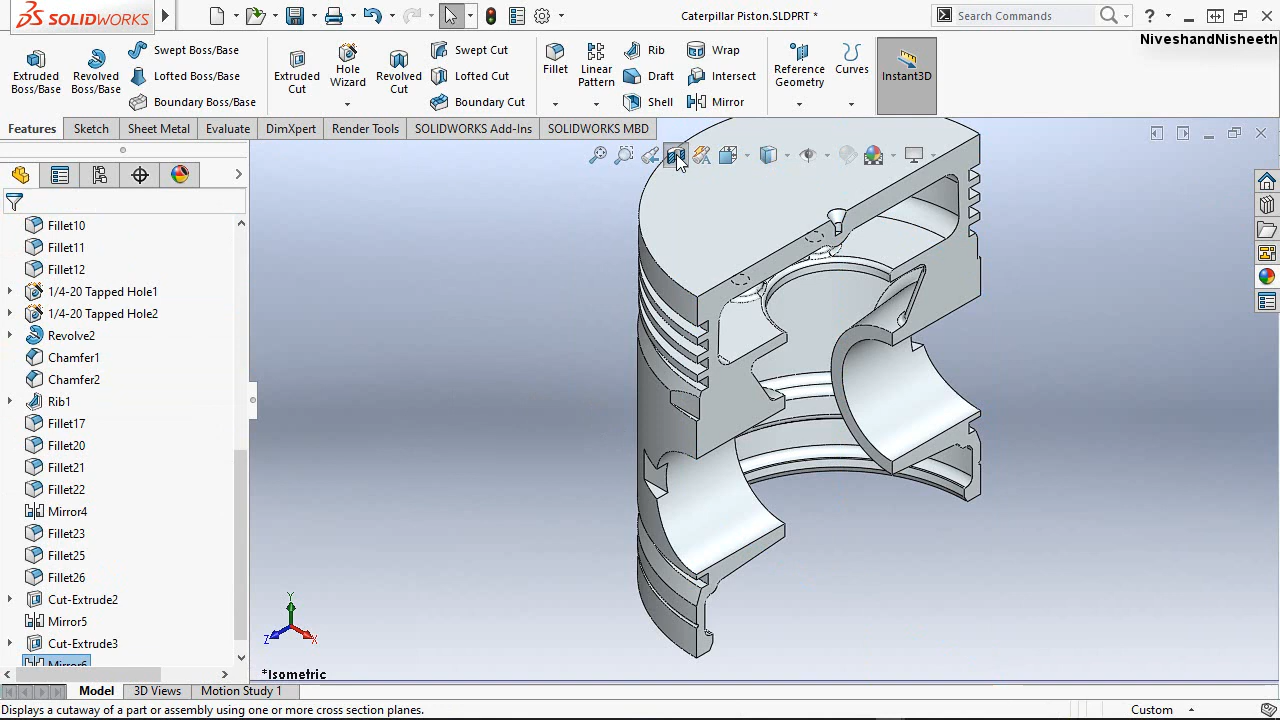 SOLIDWORKS
Caterpillar Piston.SLDPRT *
Search Commands
?
NiveshandNisheeth
Extruded
Boss/Base
Revolved
Boss/Base
Swept Boss/Base
Lofted Boss/Base
Boundary Boss/Base
Extruded
Cut
Hole
Wizard
Revolved
Cut
Swept Cut
Lofted Cut
Boundary Cut
Fillet
Linear
Pattern
Rib
Draft
Shell
Wrap
Intersect
Mirror
Reference
Geometry
Curves
Instant3D
Features
Sketch
Sheet Metal
Evaluate
DimXpert
Render Tools
SOLIDWORKS Add-Ins
SOLIDWORKS MBD
Fillet10
Fillet11
Fillet12
1/4-20 Tapped Hole1
1/4-20 Tapped Hole2
Revolve2
Chamfer1
Chamfer2
Rib1
Fillet17
Fillet20
Fillet21
Fillet22
Mirror4
Fillet23
Fillet25
Fillet26
Cut-Extrude2
Mirror5
Cut-Extrude3
Mirror6
Y
Z
X
*Isometric
Model
3D Views
Motion Study 1
Displays a cutaway of a part or assembly using one or more cross section planes.
Custom